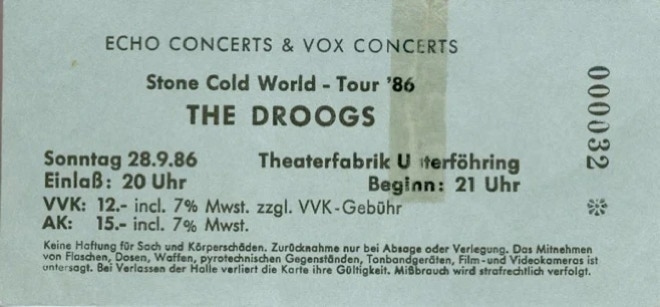 ECHO CONCERTS & VOX CONCERTS
Stone Cold World - Tour '86
THE DROOGS
000032
Sonntag 28.9.86 Theaterfabrik U terföhring
Einlaß: 20 Uhr Beginn: 21 Uhr
VVK: 12.- incl. 7% Mwst. zzgl. VVK-Gebühr
AK: 15.- incl. 7% Mwst.
Keine Haftung für Sach und Körperschäden. Zurücknahme nur bei Absage oder Verlegung. Das Mitnehmen
von Flaschen, Dosen, Waffen, pyrotechnischen Gegenständen, Tonbandgeräten, Film- und Videokameras ist
untersagt. Bei Verlassen der Halle verliert die Karte ihre Gültigkeit. Mißbrauch wird strafrechtlich verfolgt.